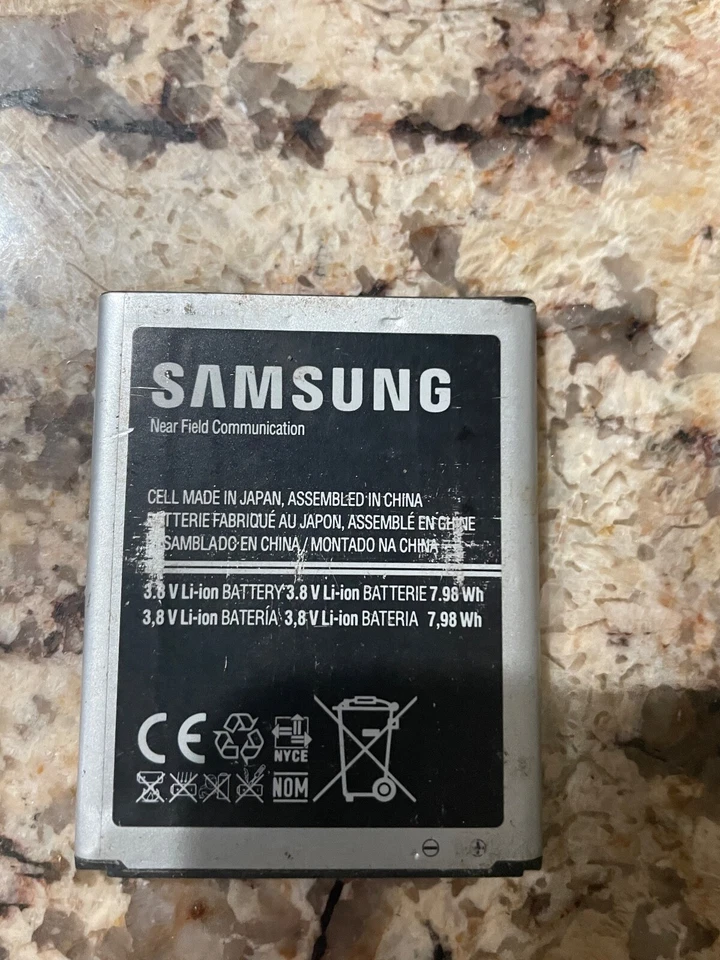 SAMSUNG
Near Field Communication
CELL MADE IN JAPAN, ASSEMBLED IN CHINA
BATTERIE FABRIQUÉ AU JAPON, ASSEMBLÉ EN CHINE
ENSAMBLADO EN CHINA / MONTADO NA CHINA
3.8 V Li-ion BATTERY 3.8 V Li-ion BATTERIE 7.98 Wh
3,8 V Li-ion BATERÍA 3,8 V Li-ion BATERIA 7,98 Wh
CE
NYCE
NOM
⊖ +